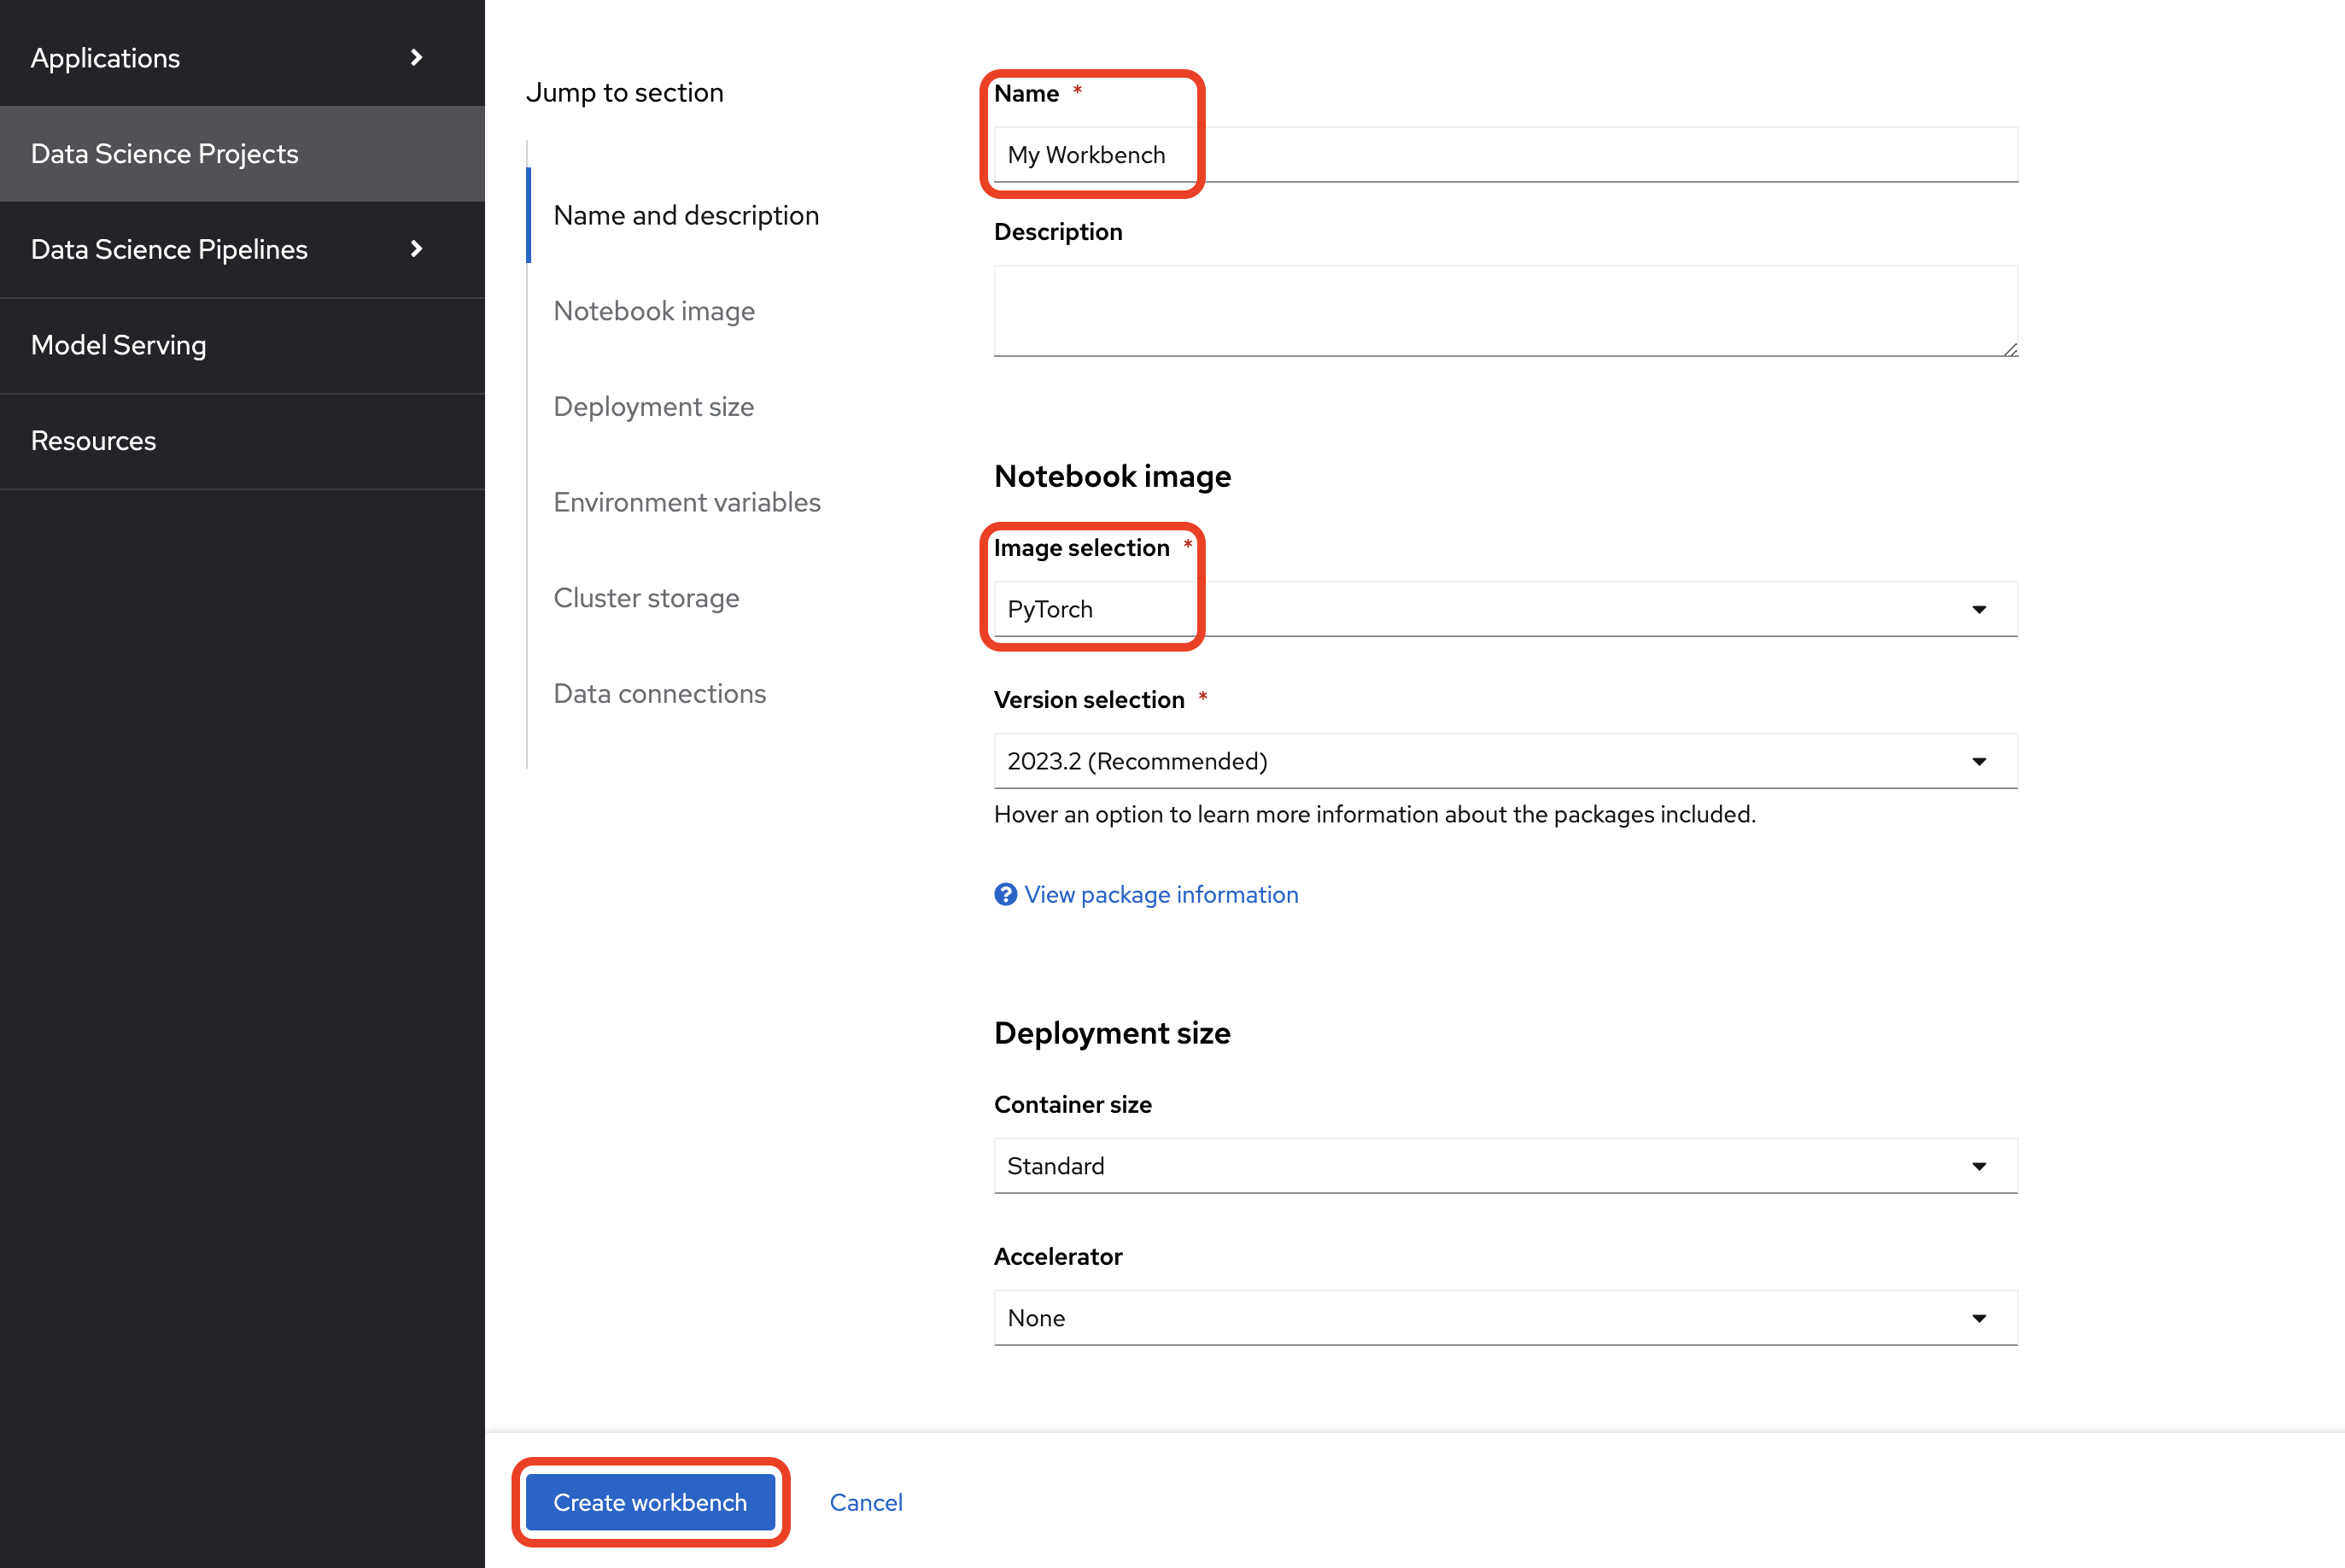 Applications
Data Science Projects
Data Science Pipelines
Model Serving
Resources
Jump to section
Name and description
Notebook image
Deployment size
Environment variables
Cluster storage
Data connections
Name *
My Workbench
Description
Notebook image
Image selection *
PyTorch
Version selection *
2023.2 (Recommended)
Hover an option to learn more information about the packages included.
? View package information
Deployment size
Container size
Standard
Accelerator
None
Create workbench Cancel